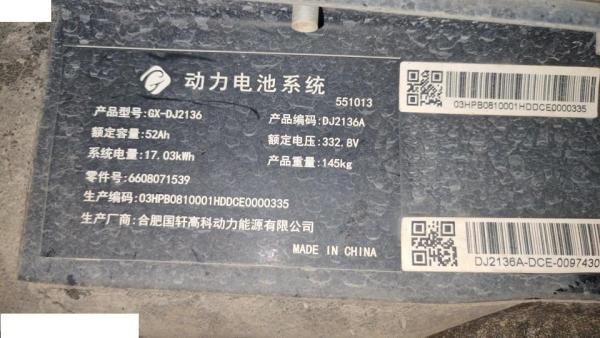 动力电池系统
551013
产品型号:GX-DJ2136
产品编码:DJ2136A
额定容量:52Ah
额定电压:332.8V
系统电量:17.03kWh
产品重量:145kg
零件号:6608071539
生产编码:03HPB0810001HDDCE0000335
生产厂商:合肥国轩高科动力能源有限公司
MADE IN CHINA
03HPB0810001HDDCE0000335
DJ2136A-DCE-0097430